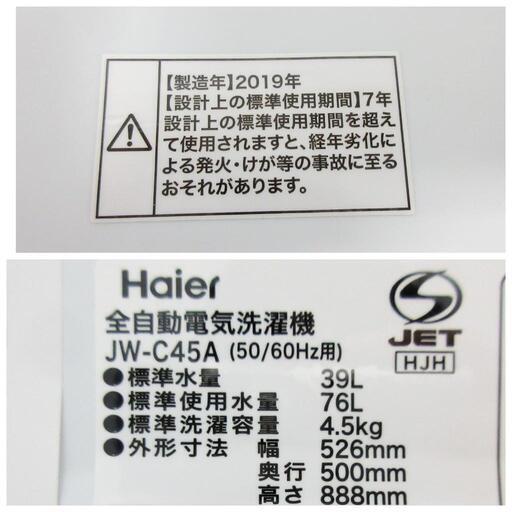 【製造年】2019年
【設計上の標準使用期間】7年
設計上の標準使用期間を超え
て使用されますと、経年劣化に
よる発火・けが等の事故に至る
おそれがあります。
Haier
全自動電気洗濯機
JW-C45A (50/60Hz用)
S
JET
HJH
●標準水量 39L
●標準使用水量 76L
●標準洗濯容量 4.5kg
●外形寸法 幅 526mm
奥行 500mm
高さ 888mm